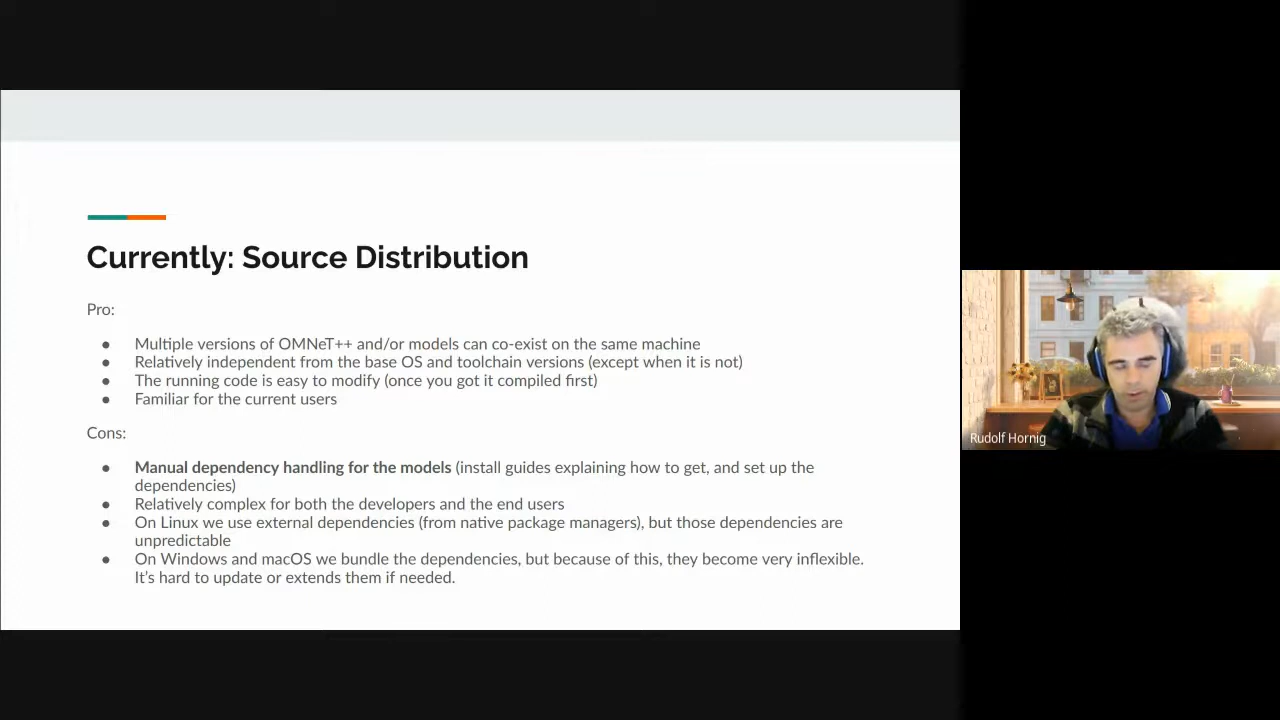 Currently: Source Distribution
Pro:
● Multiple versions of OMNeT++ and/or models can co-exist on the same machine
● Relatively independent from the base OS and toolchain versions (except when it is not)
● The running code is easy to modify (once you got it compiled first)
● Familiar for the current users
Cons:
● Manual dependency handling for the models (install guides explaining how to get, and set up the
dependencies)
● Relatively complex for both the developers and the end users
● On Linux we use external dependencies (from native package managers), but those dependencies are
unpredictable
● On Windows and macOS we bundle the dependencies, but because of this, they become very inflexible.
It's hard to update or extends them if needed.
Rudolf Hornig